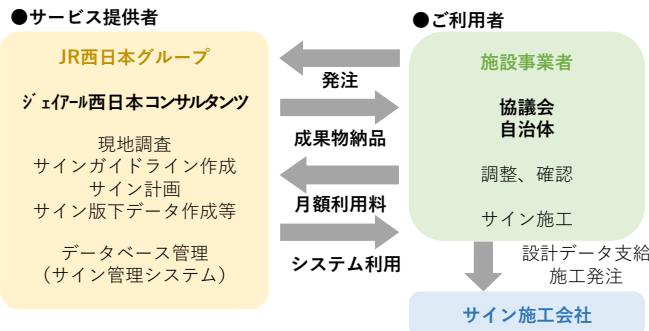 ●サービス提供者
JR西日本グループ
ジェイアール西日本コンサルタンツ
現地調査
サインガイドライン作成
サイン計画
サイン版下データ作成等
データベース管理
（サイン管理システム）
発注
成果物納品
月額利用料
システム利用
●ご利用者
施設事業者
協議会
自治体
調整、確認
サイン施工
設計データ支給
施工発注
サイン施工会社